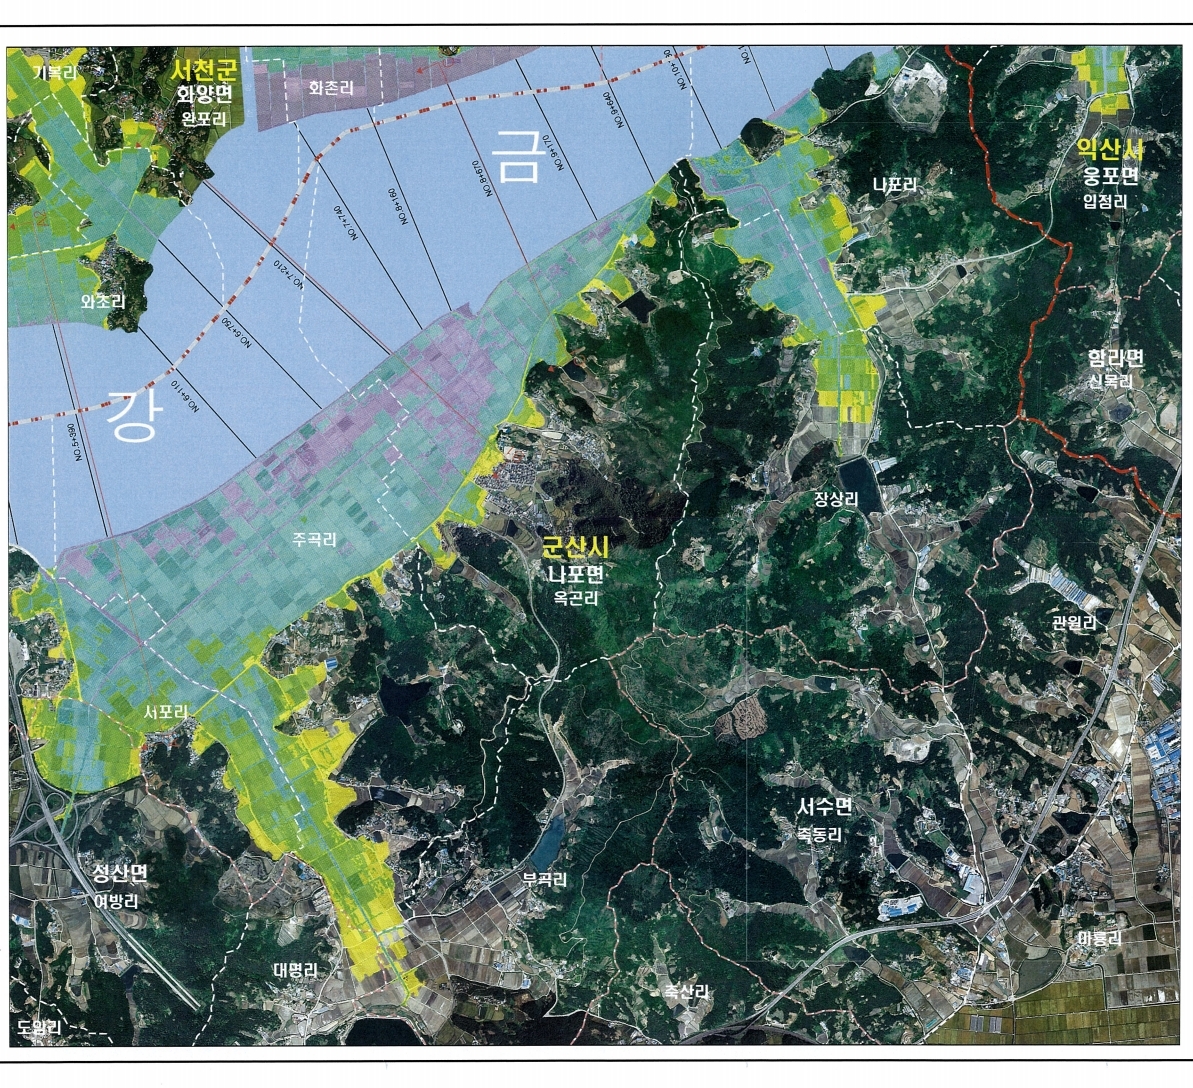 기복리
서천군
화양면
완포리
화촌리
금
NO.10+
NO.9+640
NO.9+170
NO.8+670
NO.8+160
NO.7+740
NO.7+210
NO.6+750
NO.6+110
NO.5+390
와초리
강
나포리
익산시
웅포면
입점리
함라면
신목리
장상리
주곡리
군산시
나포면
옥곤리
관원리
서포리
서수면
축동리
성산면
여방리
부곡리
마룡리
대명리
축산리
도암리